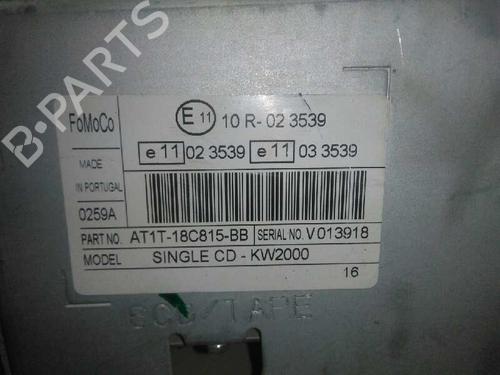 B-PARTS
FoMoCo
E 11 10 R- 02 3539
e 11 02 3539 e 11 03 3539
MADE
IN PORTUGAL
0259A
PART NO. AT1T-18C815-BB SERIAL NO. V013918
MODEL SINGLE CD - KW2000
16
6CD/TAPE